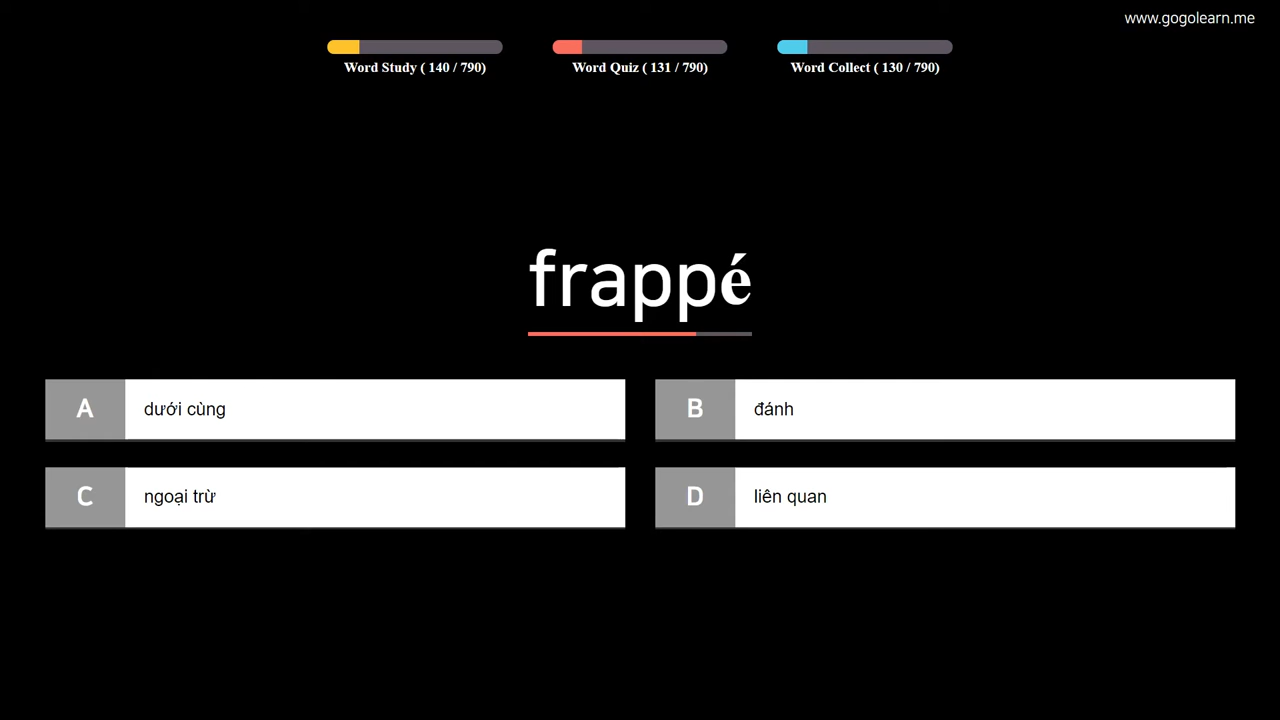 www.gogolearn.me
Word Study ( 140 / 790)
Word Quiz ( 131 / 790)
Word Collect ( 130 / 790)
frappé
A dưới cùng
B đánh
C ngoại trừ
D liên quan